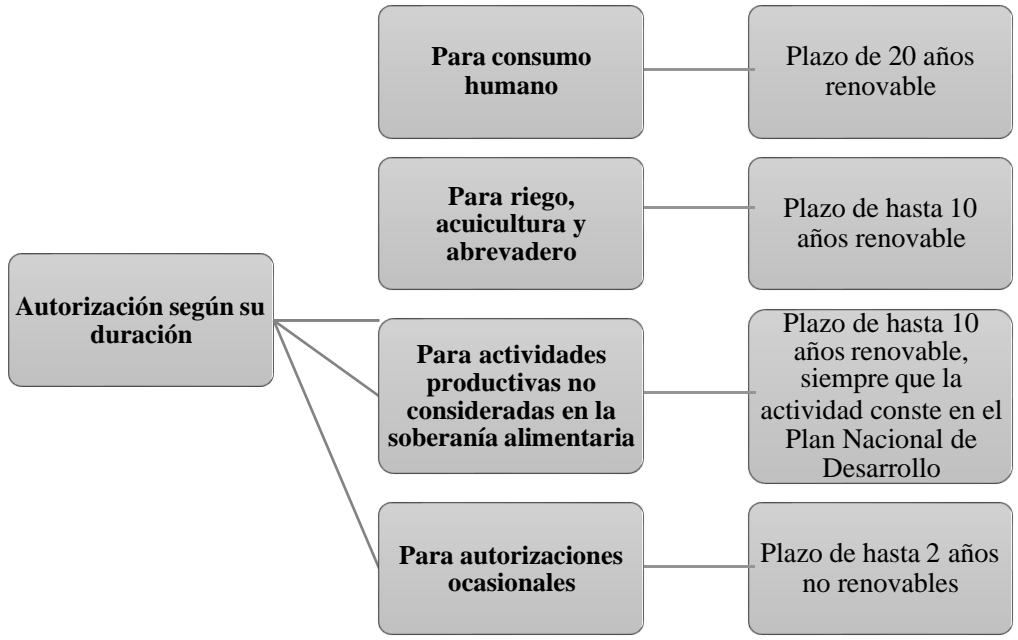 Autorización según su
duración
Para consumo
humano
Plazo de 20 años
renovable
Para riego,
acuicultura y
abrevadero
Plazo de hasta 10
años renovable
Para actividades
productivas no
consideradas en la
soberanía alimentaria
Plazo de hasta 10
años renovable,
siempre que la
actividad conste en el
Plan Nacional de
Desarrollo
Para autorizaciones
ocasionales
Plazo de hasta 2 años
no renovables